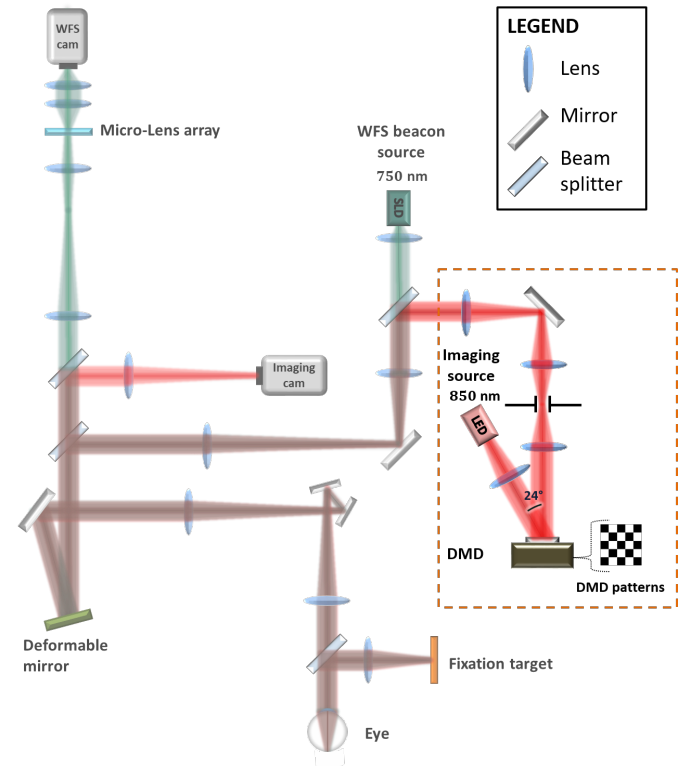 WFS
cam
LEGEND
Lens
Mirror
Beam
splitter
Micro-Lens array
WFS beacon
source
750 nm
SLD
Imaging
cam
Imaging
source
850 nm
LED
24°
DMD
DMD patterns
Deformable
mirror
Fixation target
Eye